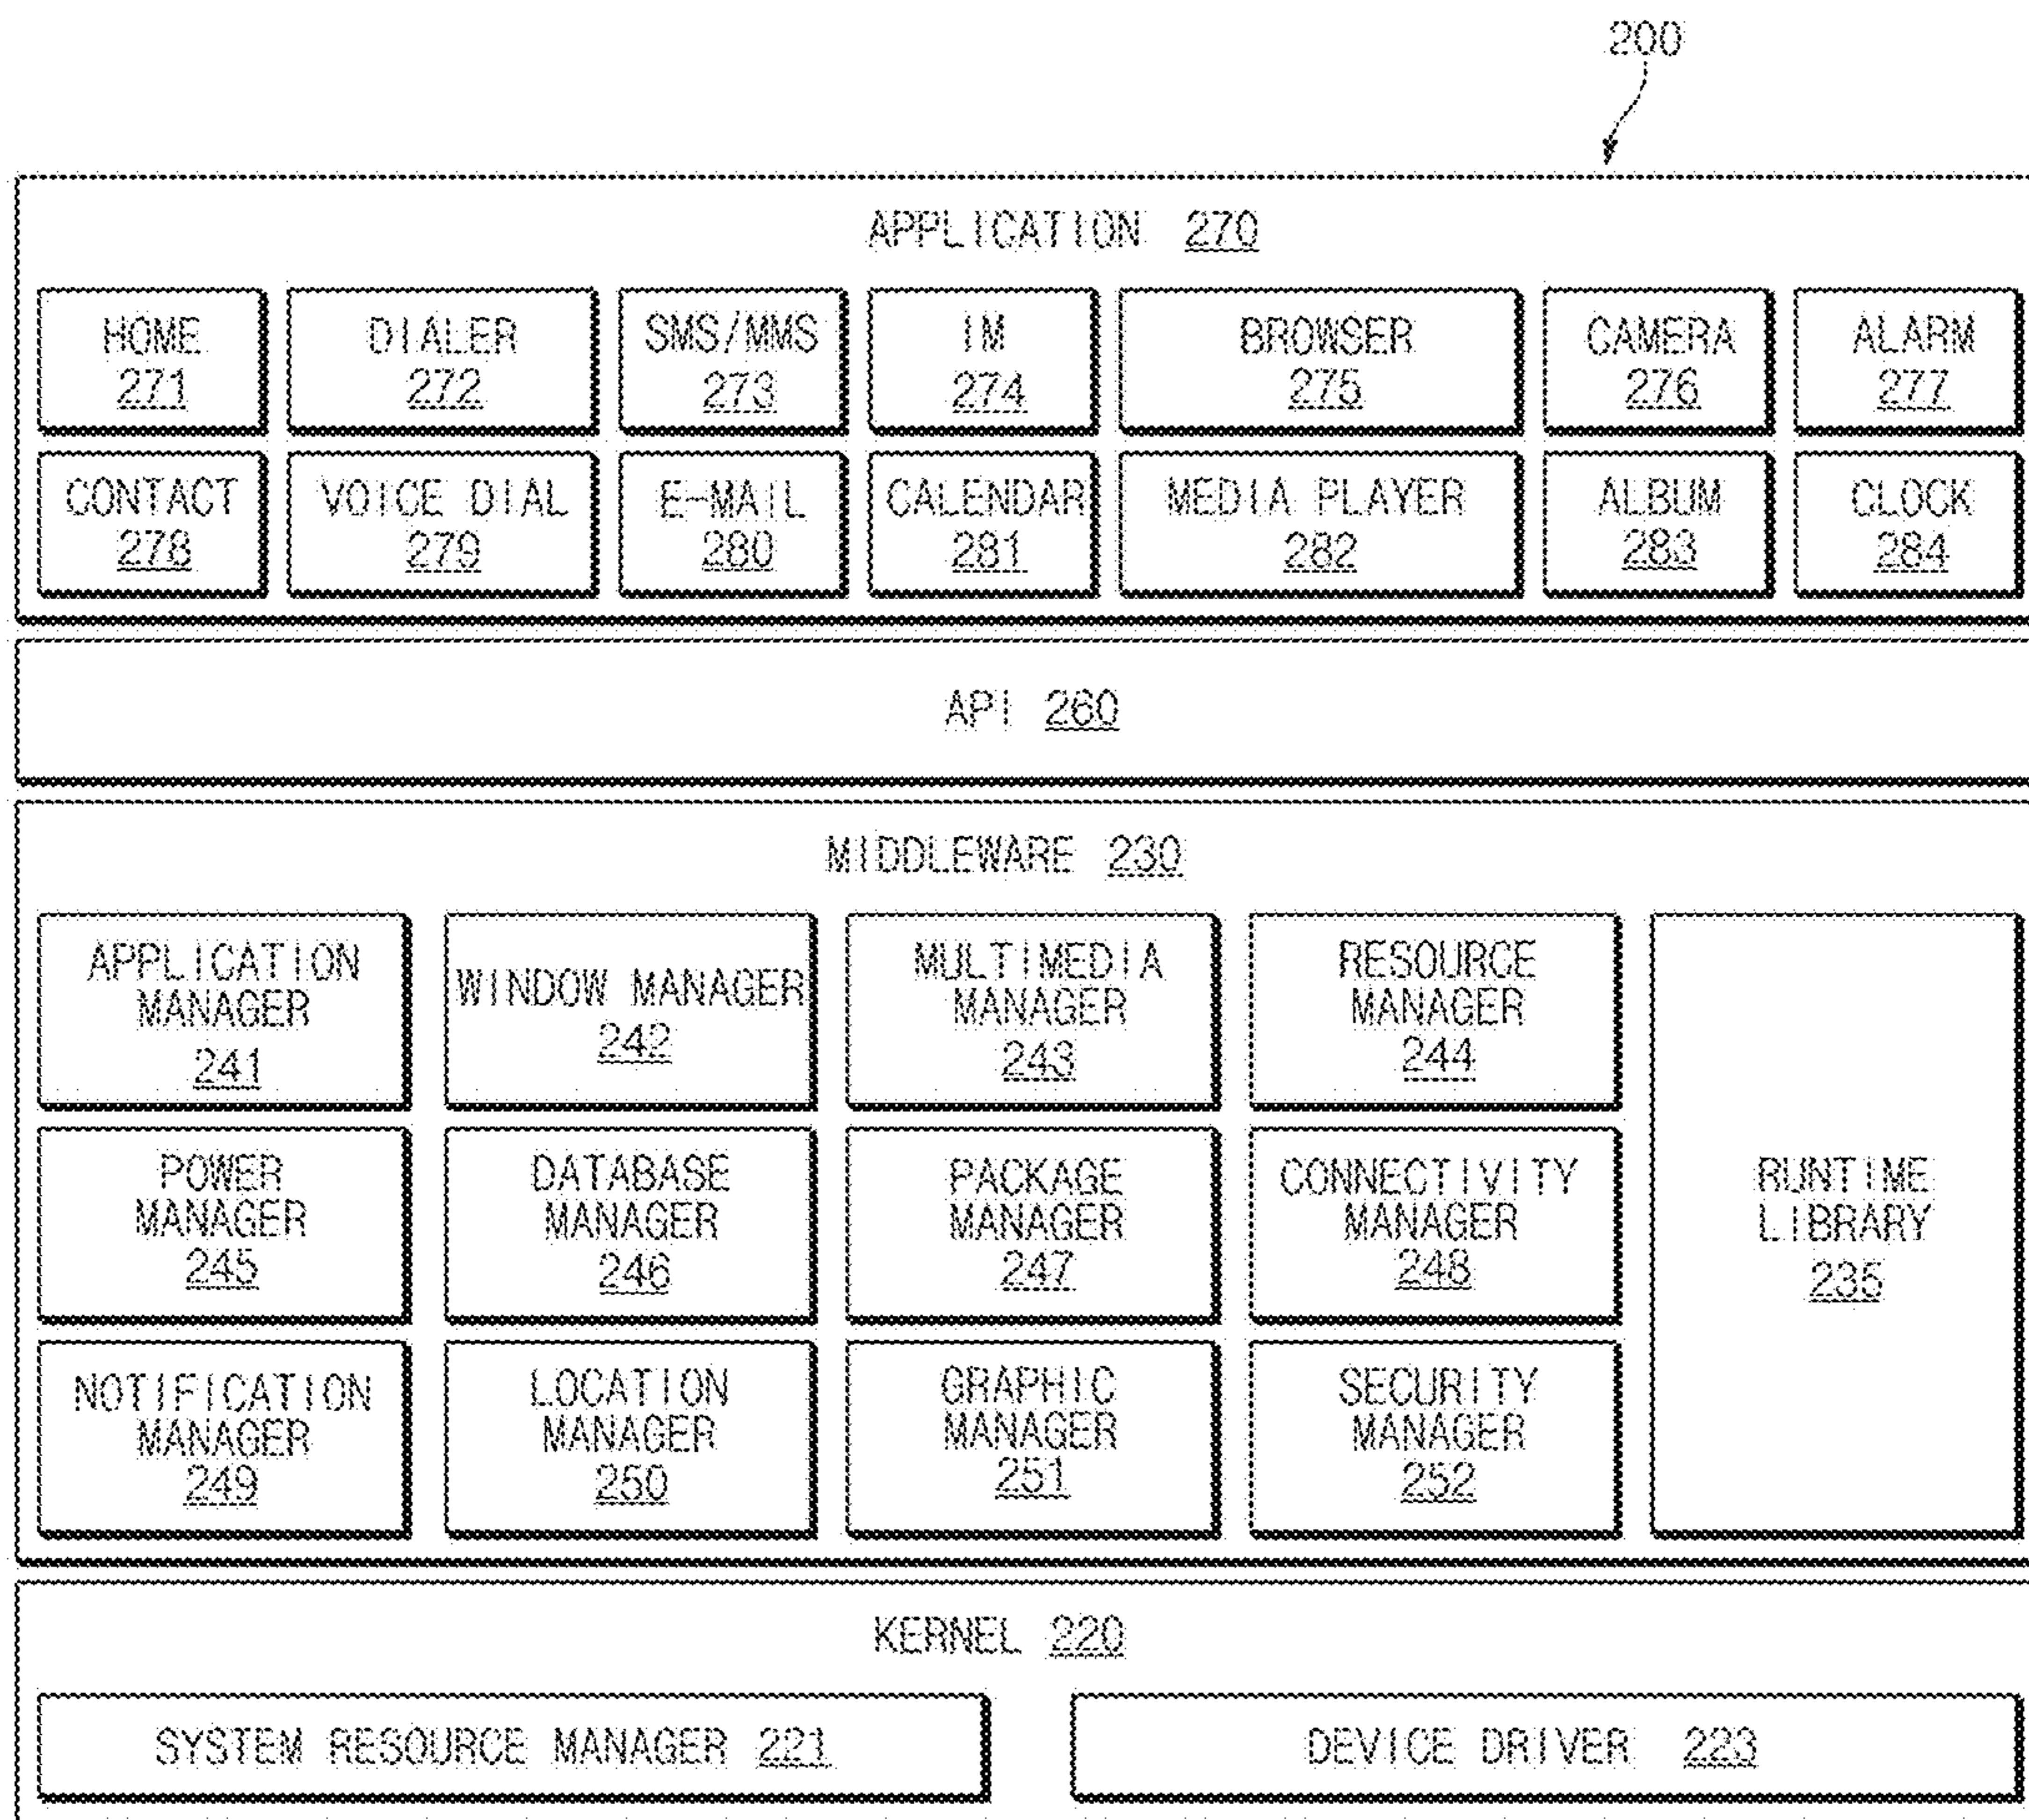 200
APPLICATION 270
HOME
271
DIALER
272
SMS/MMS
273
IM
274
BROWSER
275
CAMERA
276
ALARM
277
CONTACT
278
VOICE DIAL
279
E-MAIL
280
CALENDAR
281
MEDIA PLAYER
282
ALBUM
283
CLOCK
284
API 260
MIDDLEWARE 230
APPLICATION
MANAGER
241
WINDOW MANAGER
242
MULTIMEDIA
MANAGER
243
RESOURCE
MANAGER
244
POWER
MANAGER
245
DATABASE
MANAGER
246
PACKAGE
MANAGER
247
CONNECTIVITY
MANAGER
248
RUNTIME
LIBRARY
235
NOTIFICATION
MANAGER
249
LOCATION
MANAGER
250
GRAPHIC
MANAGER
251
SECURITY
MANAGER
252
KERNEL 220
SYSTEM RESOURCE MANAGER 221
DEVICE DRIVER 223